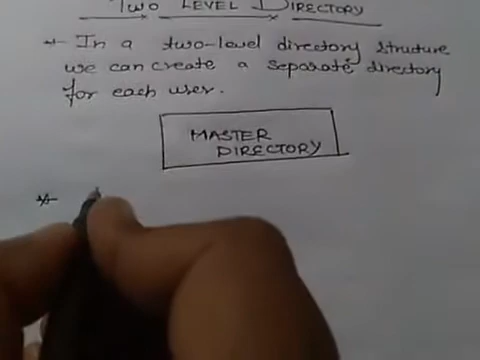 TWO LEVEL DIRECTORY
* In a two-level directory structure
we can create a separate directory
for each user.
MASTER
DIRECTORY
*